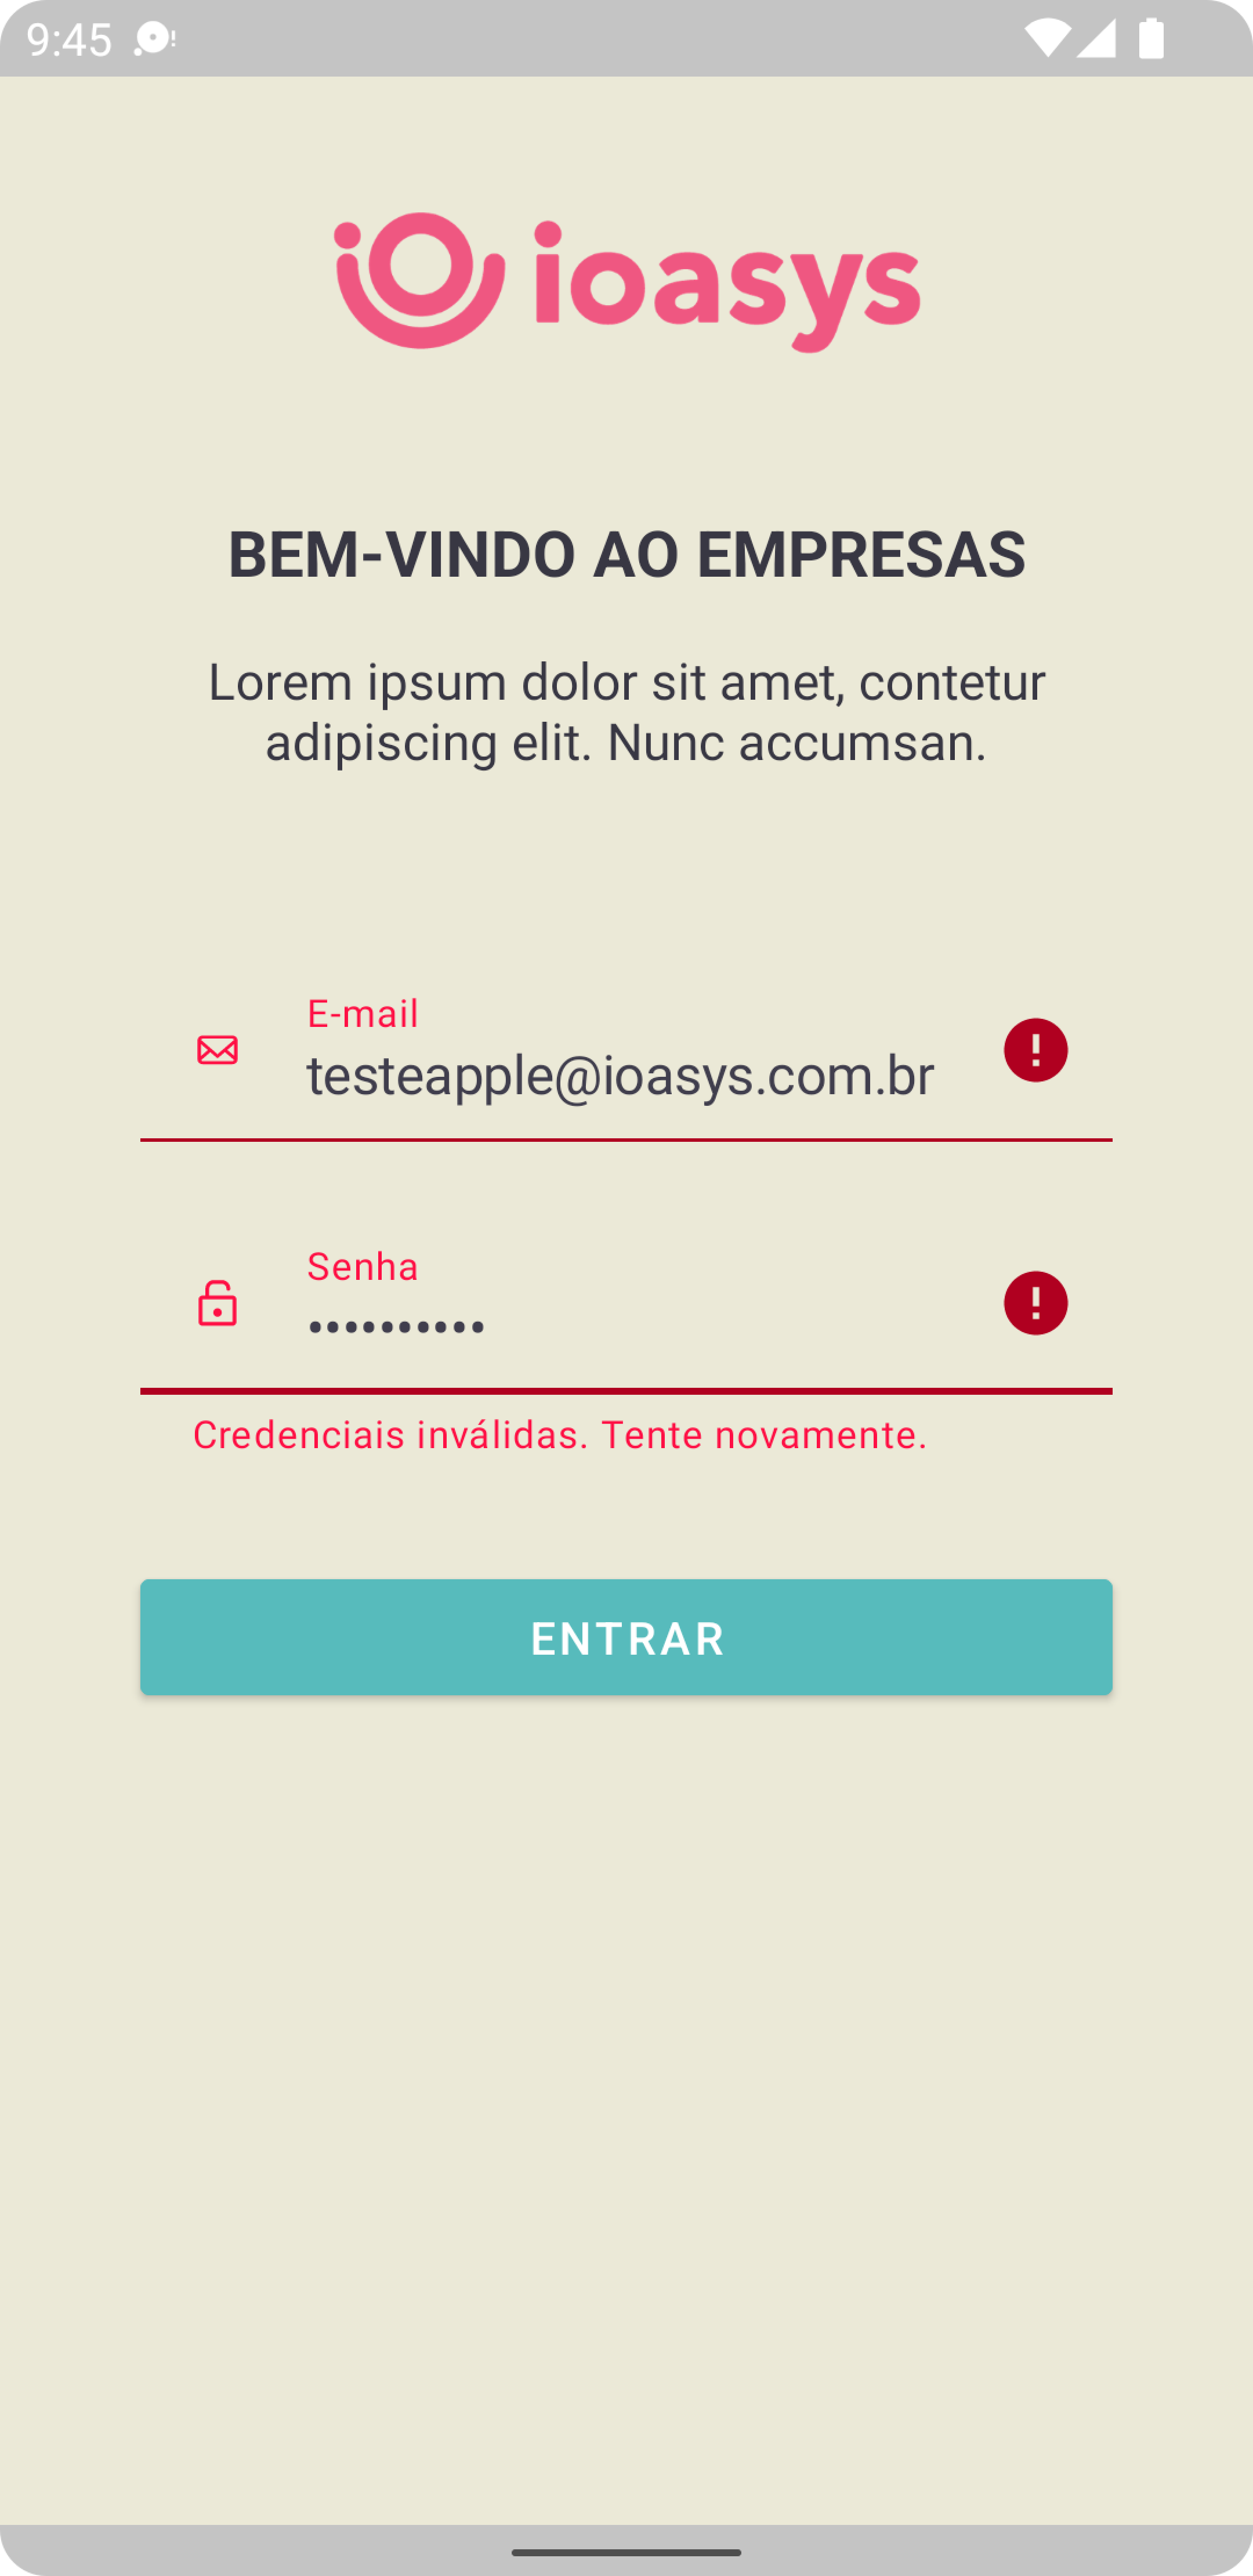 9:45
ioasys
BEM-VINDO AO EMPRESAS
Lorem ipsum dolor sit amet, contetur
adipiscing elit. Nunc accumsan.
E-mail
testeapple@ioasys.com.br
Senha
••••••••••
Credenciais inválidas. Tente novamente.
ENTRAR